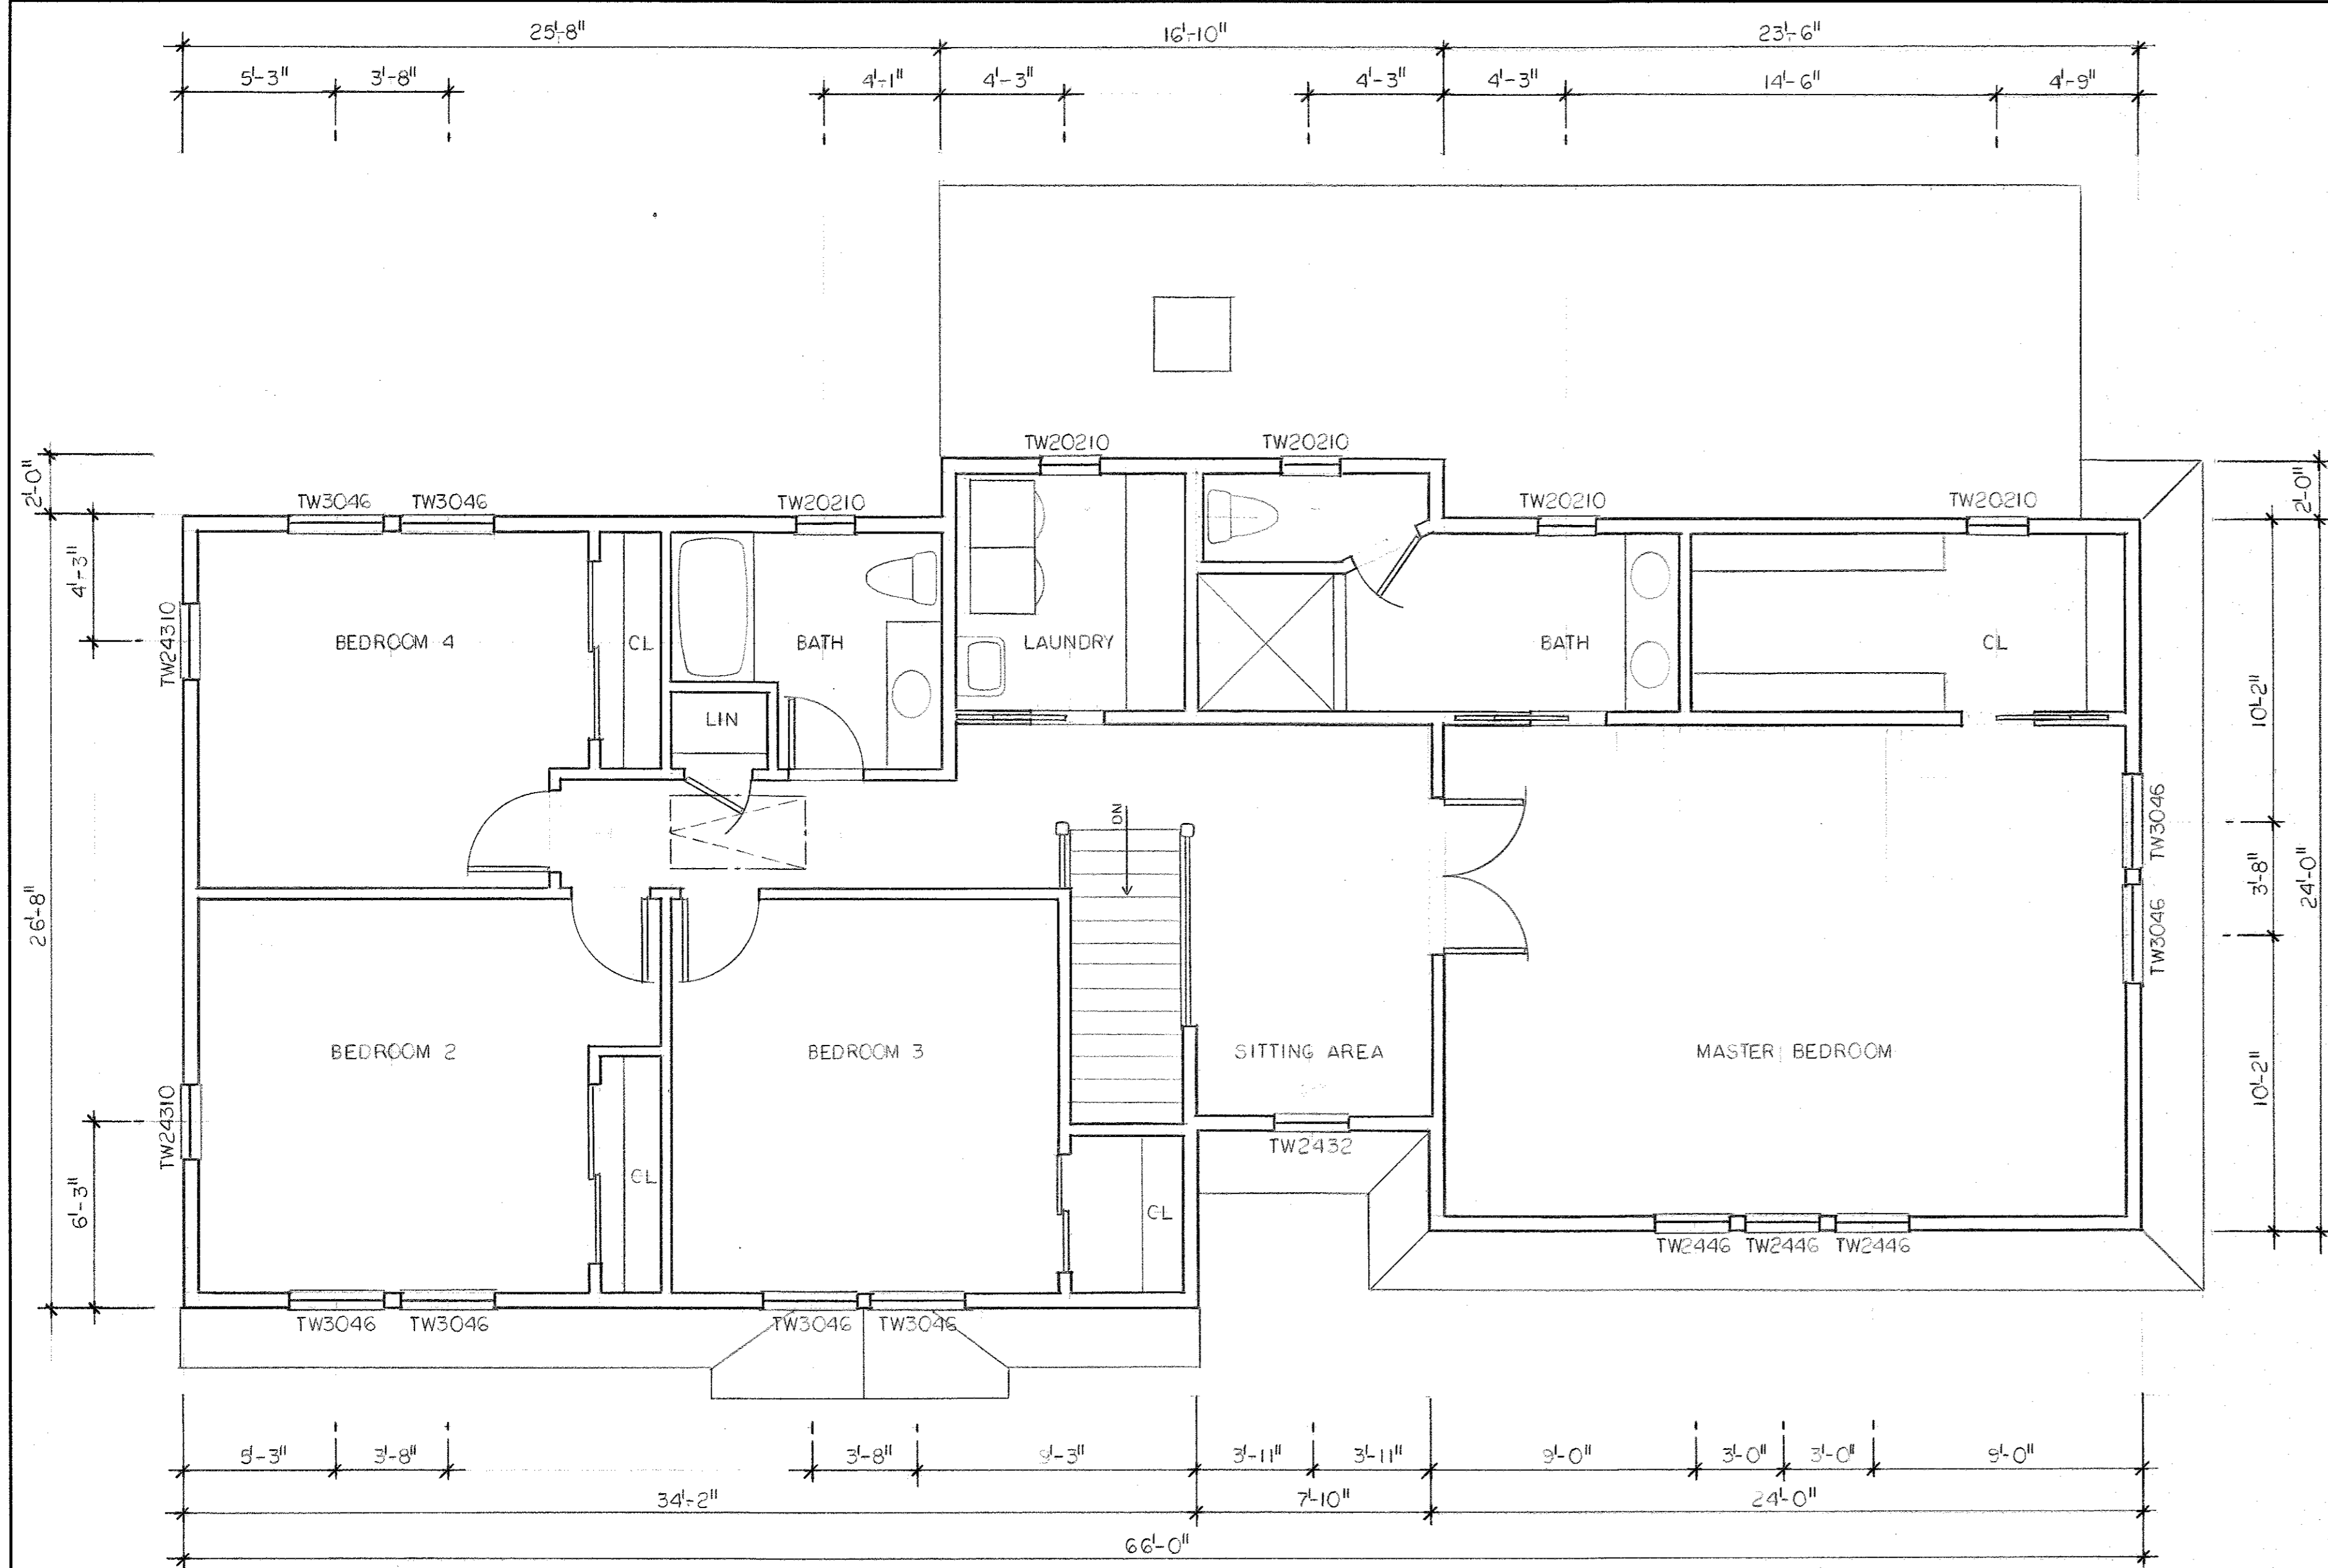 25'-8" 16'-10" 23'-6"
5'-3" 3'-8" 4'-1" 4'-3" 4'-3" 4'-3" 14'-6" 4'-9"
TW20210 TW20210
2'-0" 2'-0"
TW3046 TW3046 TW20210 TW20210 TW20210
4'-3"
TW24310
BEDROOM 4 CL BATH LAUNDRY BATH CL
LIN
10'-2"
DN
TW3046
3'-8"
24'-0"
26'-8"
TW3046
BEDROOM 2 BEDROOM 3 SITTING AREA MASTER BEDROOM
10'-2"
TW24310
TW2432
6'-3"
CL CL
TW2446 TW2446 TW2446
TW3046 TW3046 TW3046 TW3046
5'-3" 3'-8" 3'-8" 9'-3" 3'-11" 3'-11" 9'-0" 3'-0" 3'-0" 9'-0"
34'-2" 7'-10" 24'-0"
66'-0"